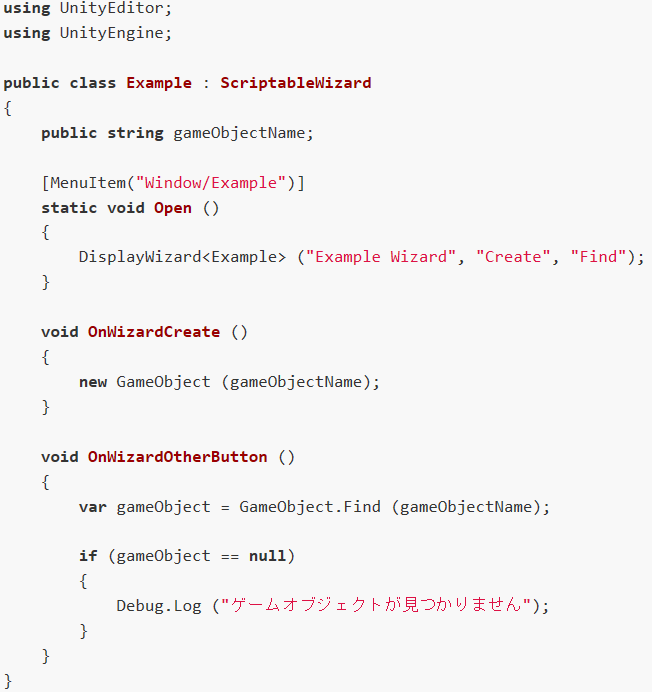 using UnityEditor;
using UnityEngine;

public class Example : ScriptableWizard
{
    public string gameObjectName;

    [MenuItem("Window/Example")]
    static void Open ()
    {
        DisplayWizard<Example> ("Example Wizard", "Create", "Find");
    }

    void OnWizardCreate ()
    {
        new GameObject (gameObjectName);
    }

    void OnWizardOtherButton ()
    {
        var gameObject = GameObject.Find (gameObjectName);

        if (gameObject == null)
        {
            Debug.Log ("ゲームオブジェクトが見つかりません");
        }
    }
}